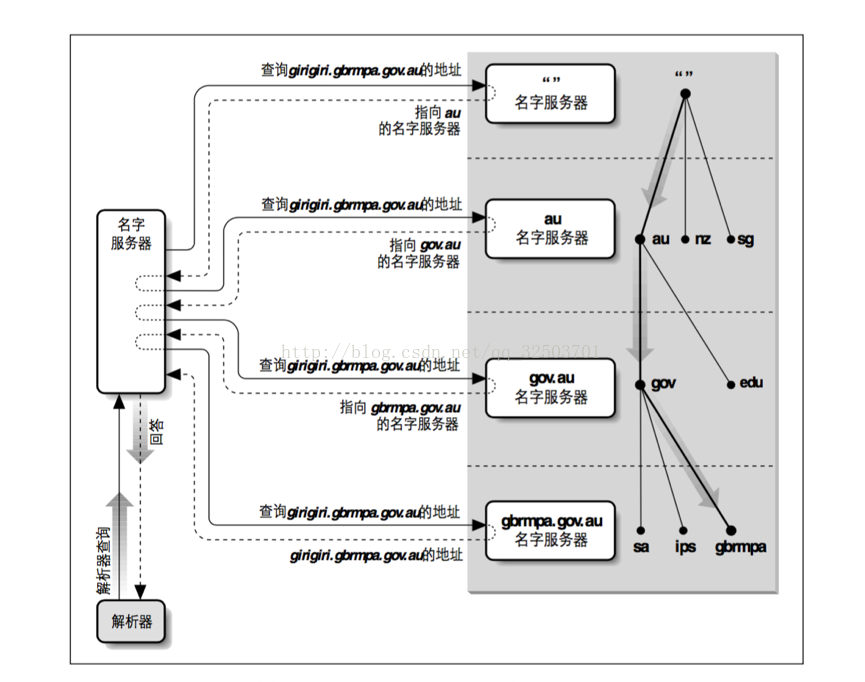 查询girigiri.gbrmpa.gov.au的地址
“ ”
名字服务器
指向 au
的名字服务器
“ ”
名字
服务器
查询girigiri.gbrmpa.gov.au的地址
au
名字服务器
指向 gov.au
的名字服务器
au
nz
sg
http://blog.csdn.net/qq_32503701
查询girigiri.gbrmpa.gov.au的地址
gov.au
名字服务器
指向 gbrmpa.gov.au
的名字服务器
gov
edu
回答
查询girigiri.gbrmpa.gov.au的地址
gbrmpa.gov.au
名字服务器
girigiri.gbrmpa.gov.au的地址
sa
ips
gbrmpa
解析器查询
解析器